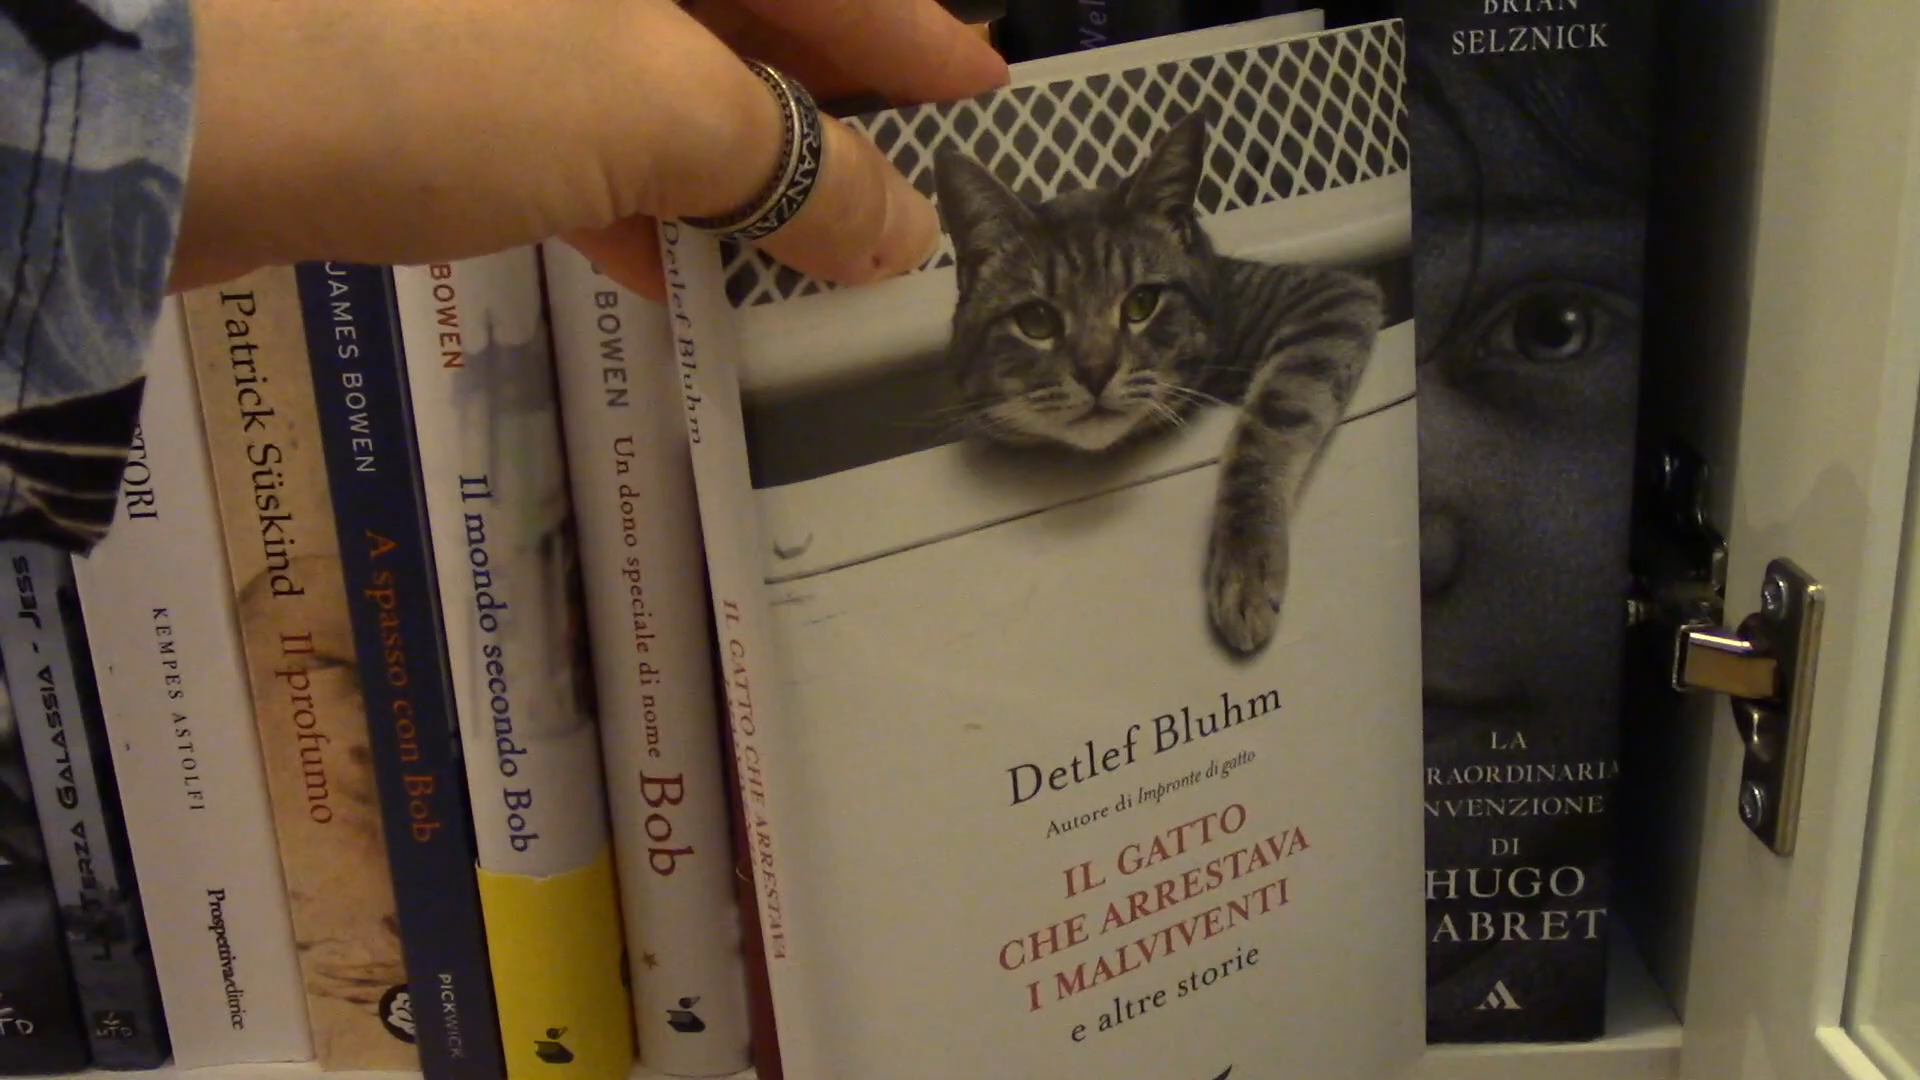 JESS
LA TERZA GALASSIA -
TORI
KEMPES ASTOLFI
Prospettivaeditrice
Patrick Süskind Il profumo
JAMES BOWEN A spasso con Bob
PICKWICK
BOWEN Il mondo secondo Bob
BOWEN Un dono speciale di nome Bob
Detlef Bluhm IL GATTO CHE ARRESTAVA
Detlef Bluhm
Autore di Impronte di gatto
IL GATTO
CHE ARRESTAVA
I MALVIVENTI
e altre storie
BRIAN
SELZNICK
LA
RAORDINARIA
NVENZIONE
DI
HUGO
ABRET